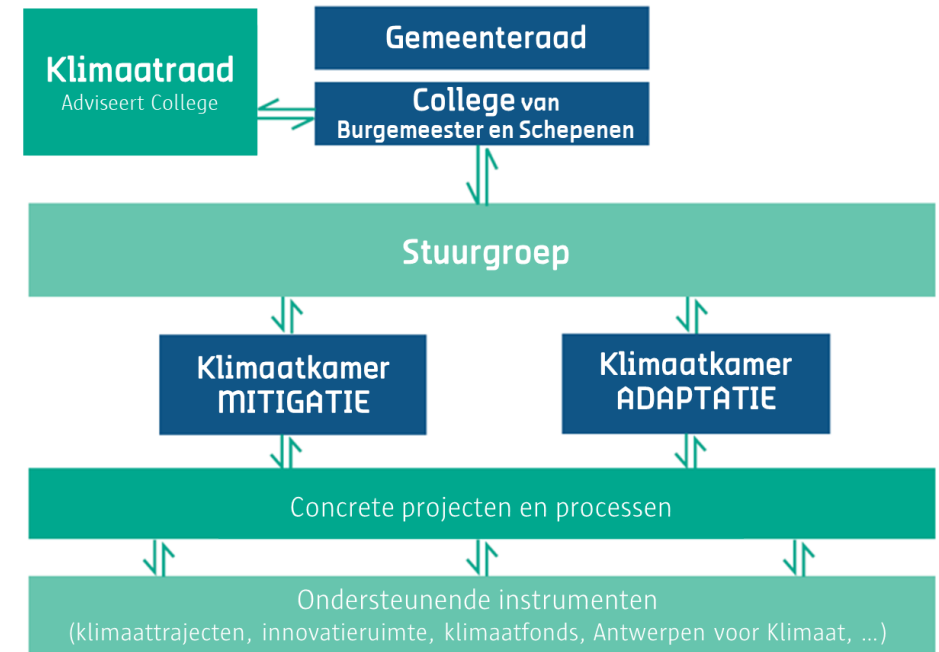 Klimaatraad
Adviseert College
Gemeenteraad
College van
Burgemeester en Schepenen
Stuurgroep
Klimaatkamer
MITIGATIE
Klimaatkamer
ADAPTATIE
Concrete projecten en processen
Ondersteunende instrumenten
(klimaattrajecten, innovatieruimte, klimaatfonds, Antwerpen voor Klimaat, ...)